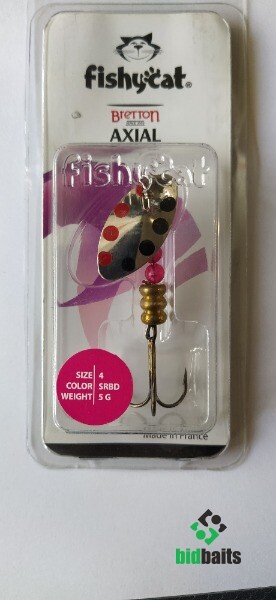 fishycat®
Bretton
AXIAL
fishycat
SIZE 4
COLOR SRBD
WEIGHT 5 G
Made in France
bidbaits